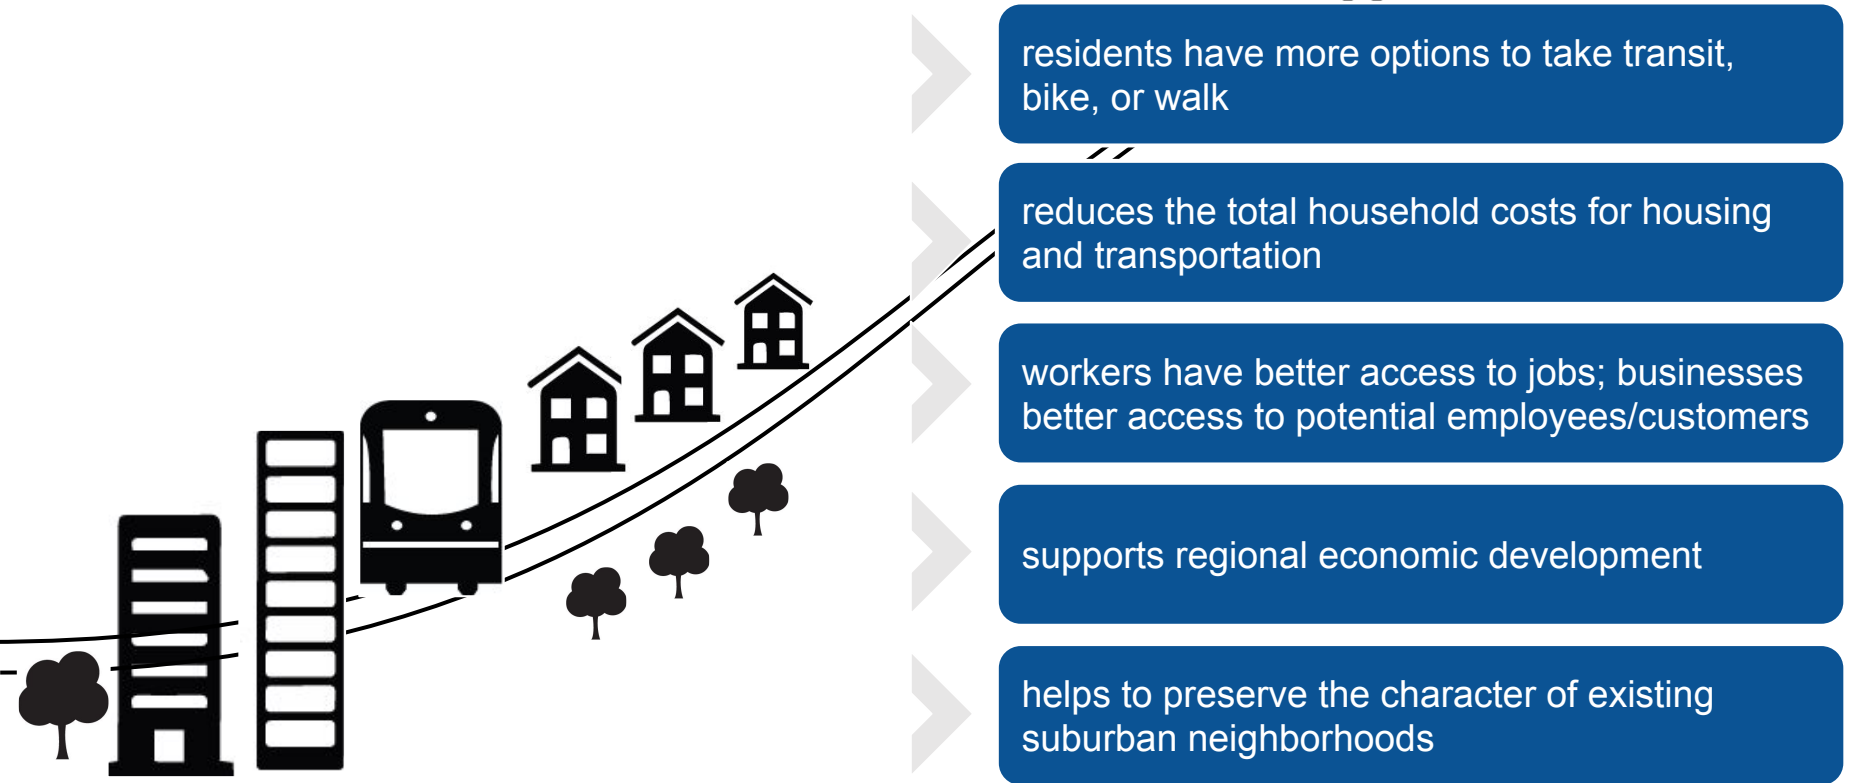 residents have more options to take transit,
bike, or walk
reduces the total household costs for housing
and transportation
workers have better access to jobs; businesses
better access to potential employees/customers
supports regional economic development
helps to preserve the character of existing
suburban neighborhoods